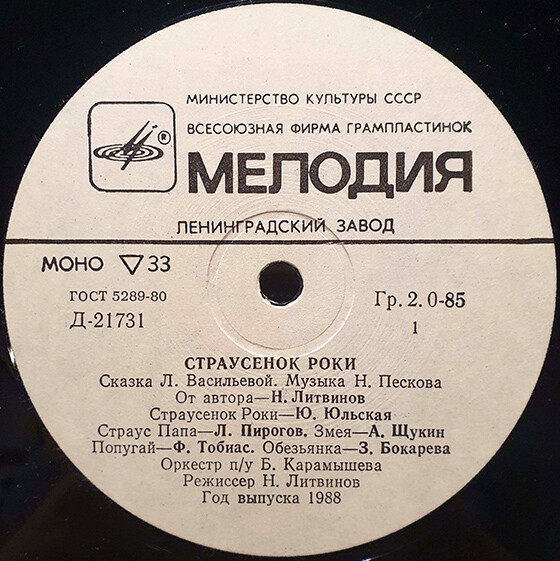 МИНИСТЕРСТВО КУЛЬТУРЫ СССР
ВСЕСОЮЗНАЯ ФИРМА ГРАМПЛАСТИНОК
®
МЕЛОДИЯ
ЛЕНИНГРАДСКИЙ ЗАВОД
МОНО ▽ 33
ГОСТ 5289-80
Гр. 2. 0-85
Д-21731
1
СТРАУСЕНОК РОКИ
Сказка Л. Васильевой. Музыка Н. Пескова
От автора—Н. Литвинов
Страусенок Роки—Ю. Юльская
Страус Папа—Л. Пирогов. Змея—А. Щукин
Попугай—Ф. Тобиас. Обезьянка—З. Бокарева
Оркестр п/у Б. Карамышева
Режиссер Н. Литвинов
Год выпуска 1988